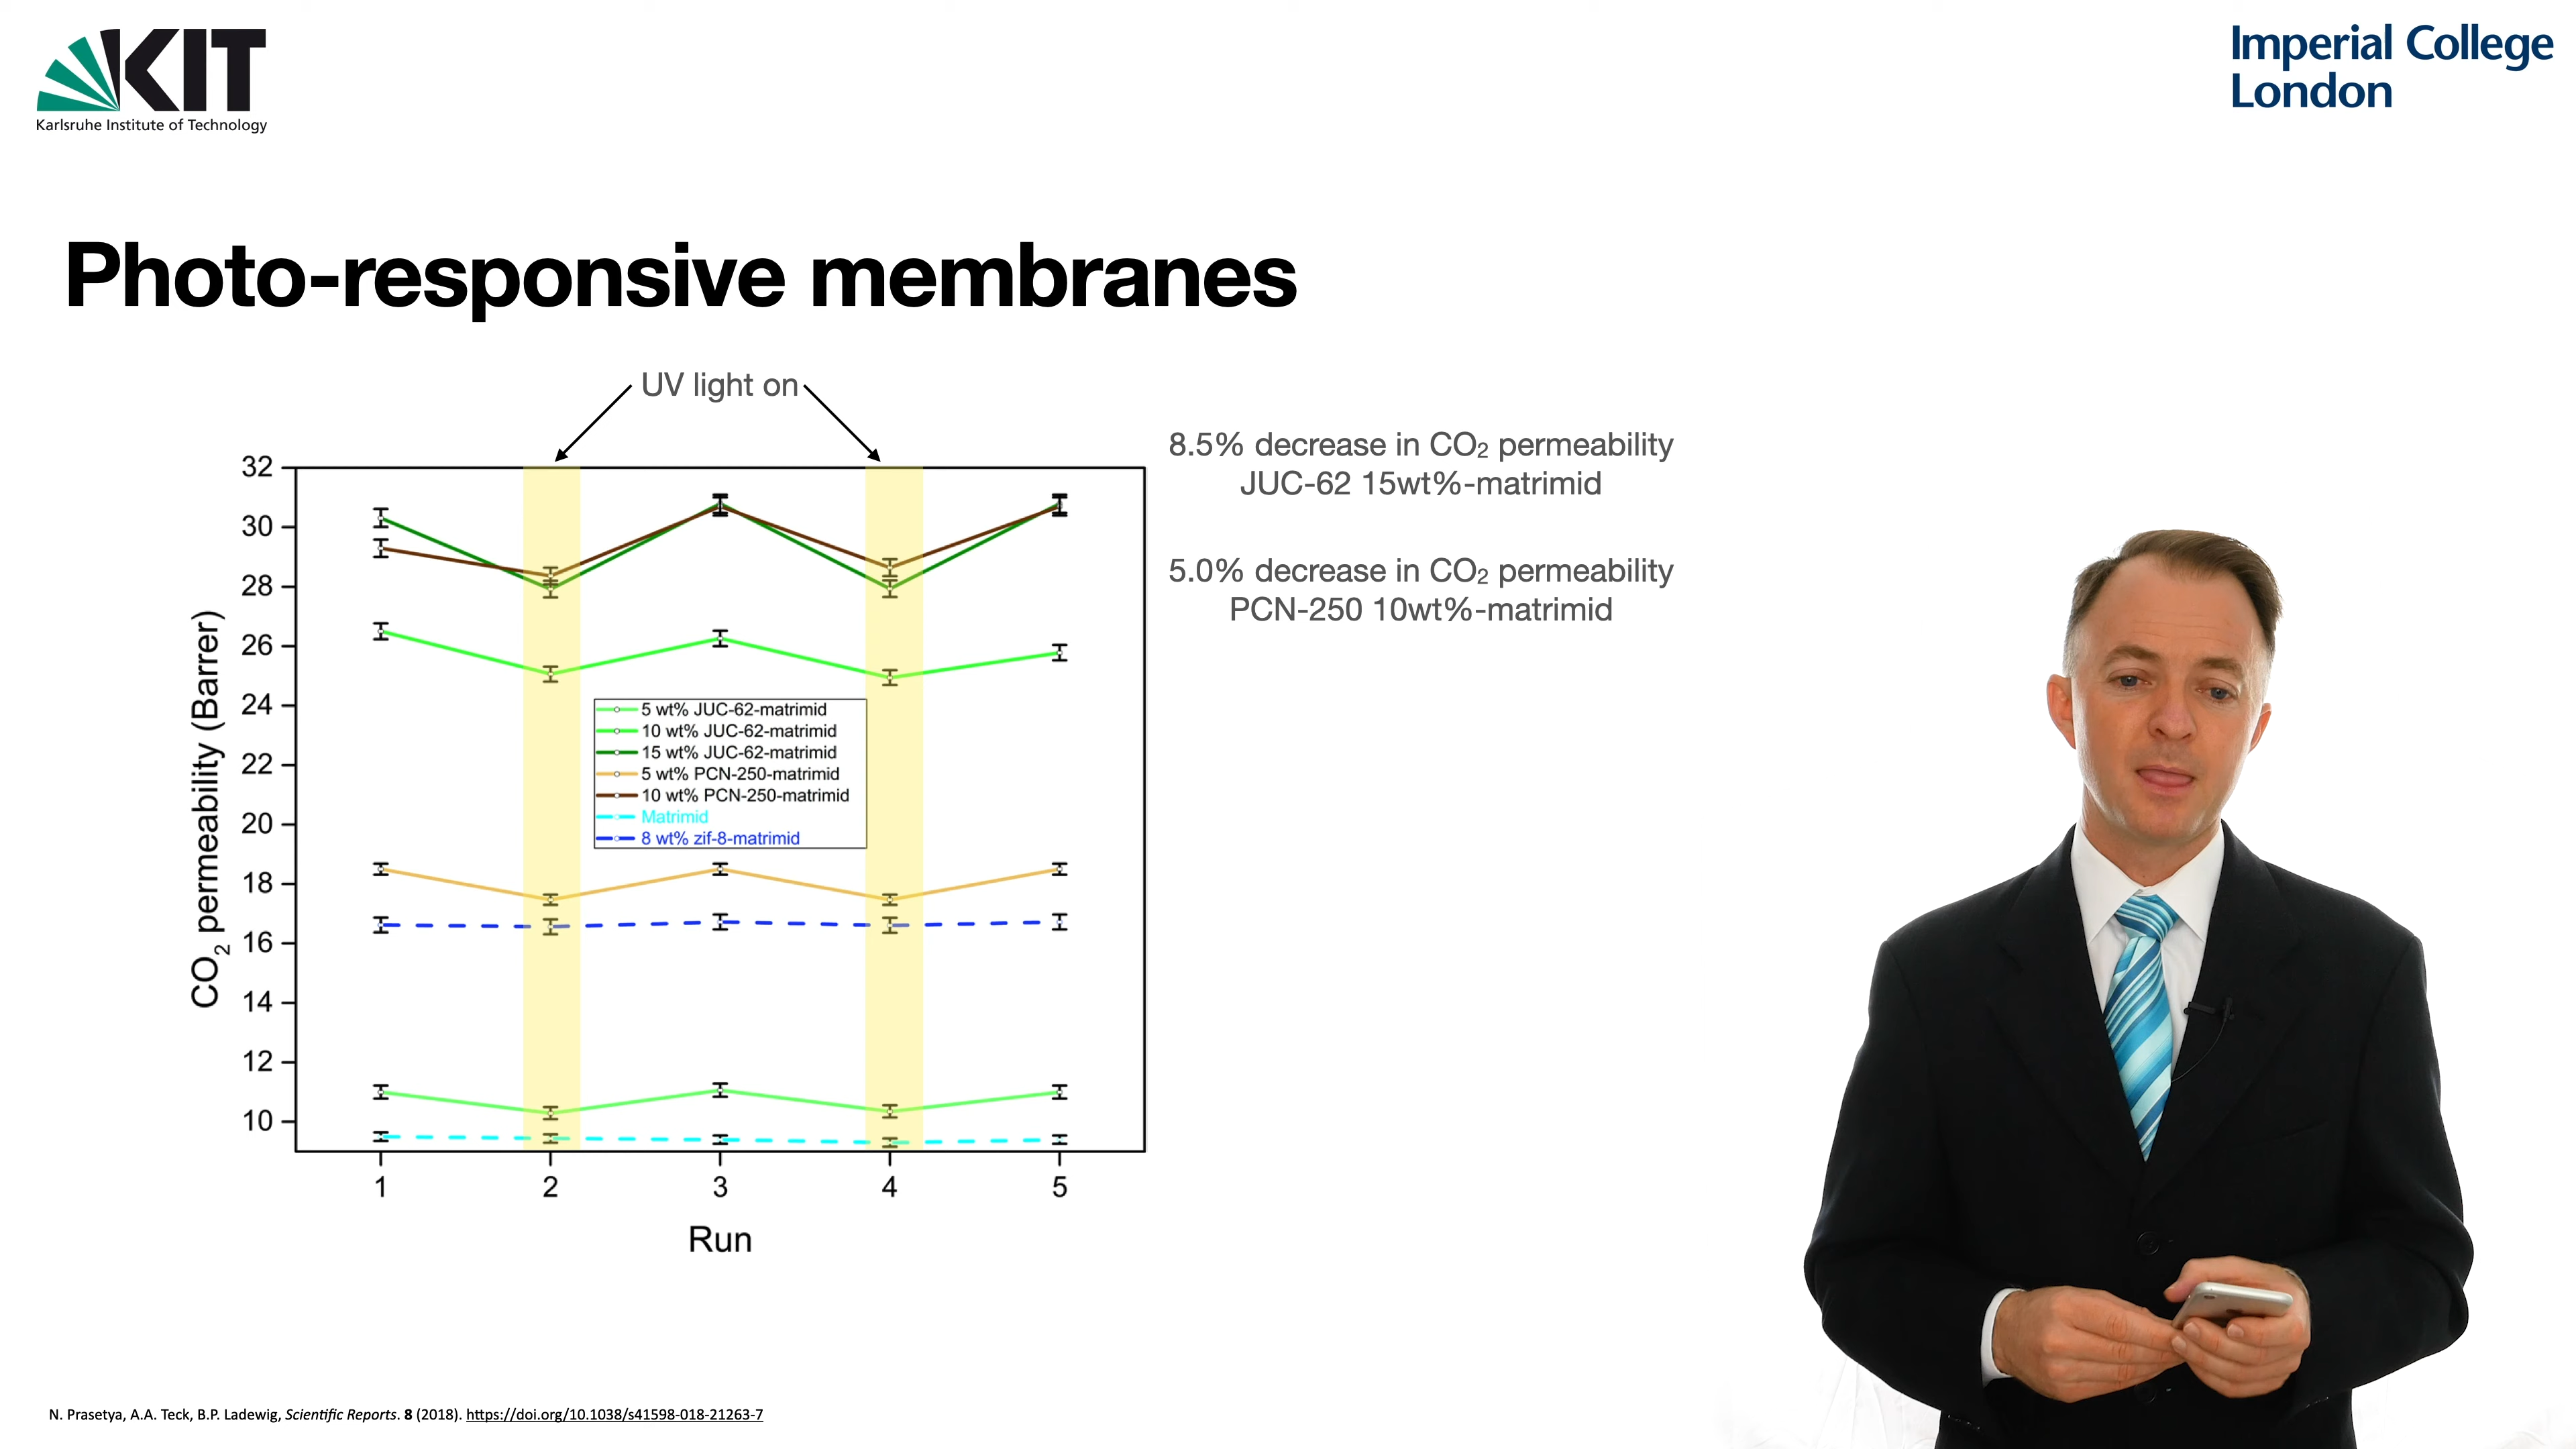 KIT
Karlsruhe Institute of Technology
Imperial College
London
Photo-responsive membranes
UV light on
8.5% decrease in CO₂ permeability
JUC-62 15wt%-matrimid
5.0% decrease in CO₂ permeability
PCN-250 10wt%-matrimid
CO₂ permeability (Barrer)
32
30
28
26
24
22
20
18
16
14
12
10
5 wt% JUC-62-matrimid
10 wt% JUC-62-matrimid
15 wt% JUC-62-matrimid
5 wt% PCN-250-matrimid
10 wt% PCN-250-matrimid
Matrimid
8 wt% zif-8-matrimid
1 2 3 4 5
Run
N. Prasetya, A.A. Teck, B.P. Ladewig, Scientific Reports. 8 (2018). https://doi.org/10.1038/s41598-018-21263-7